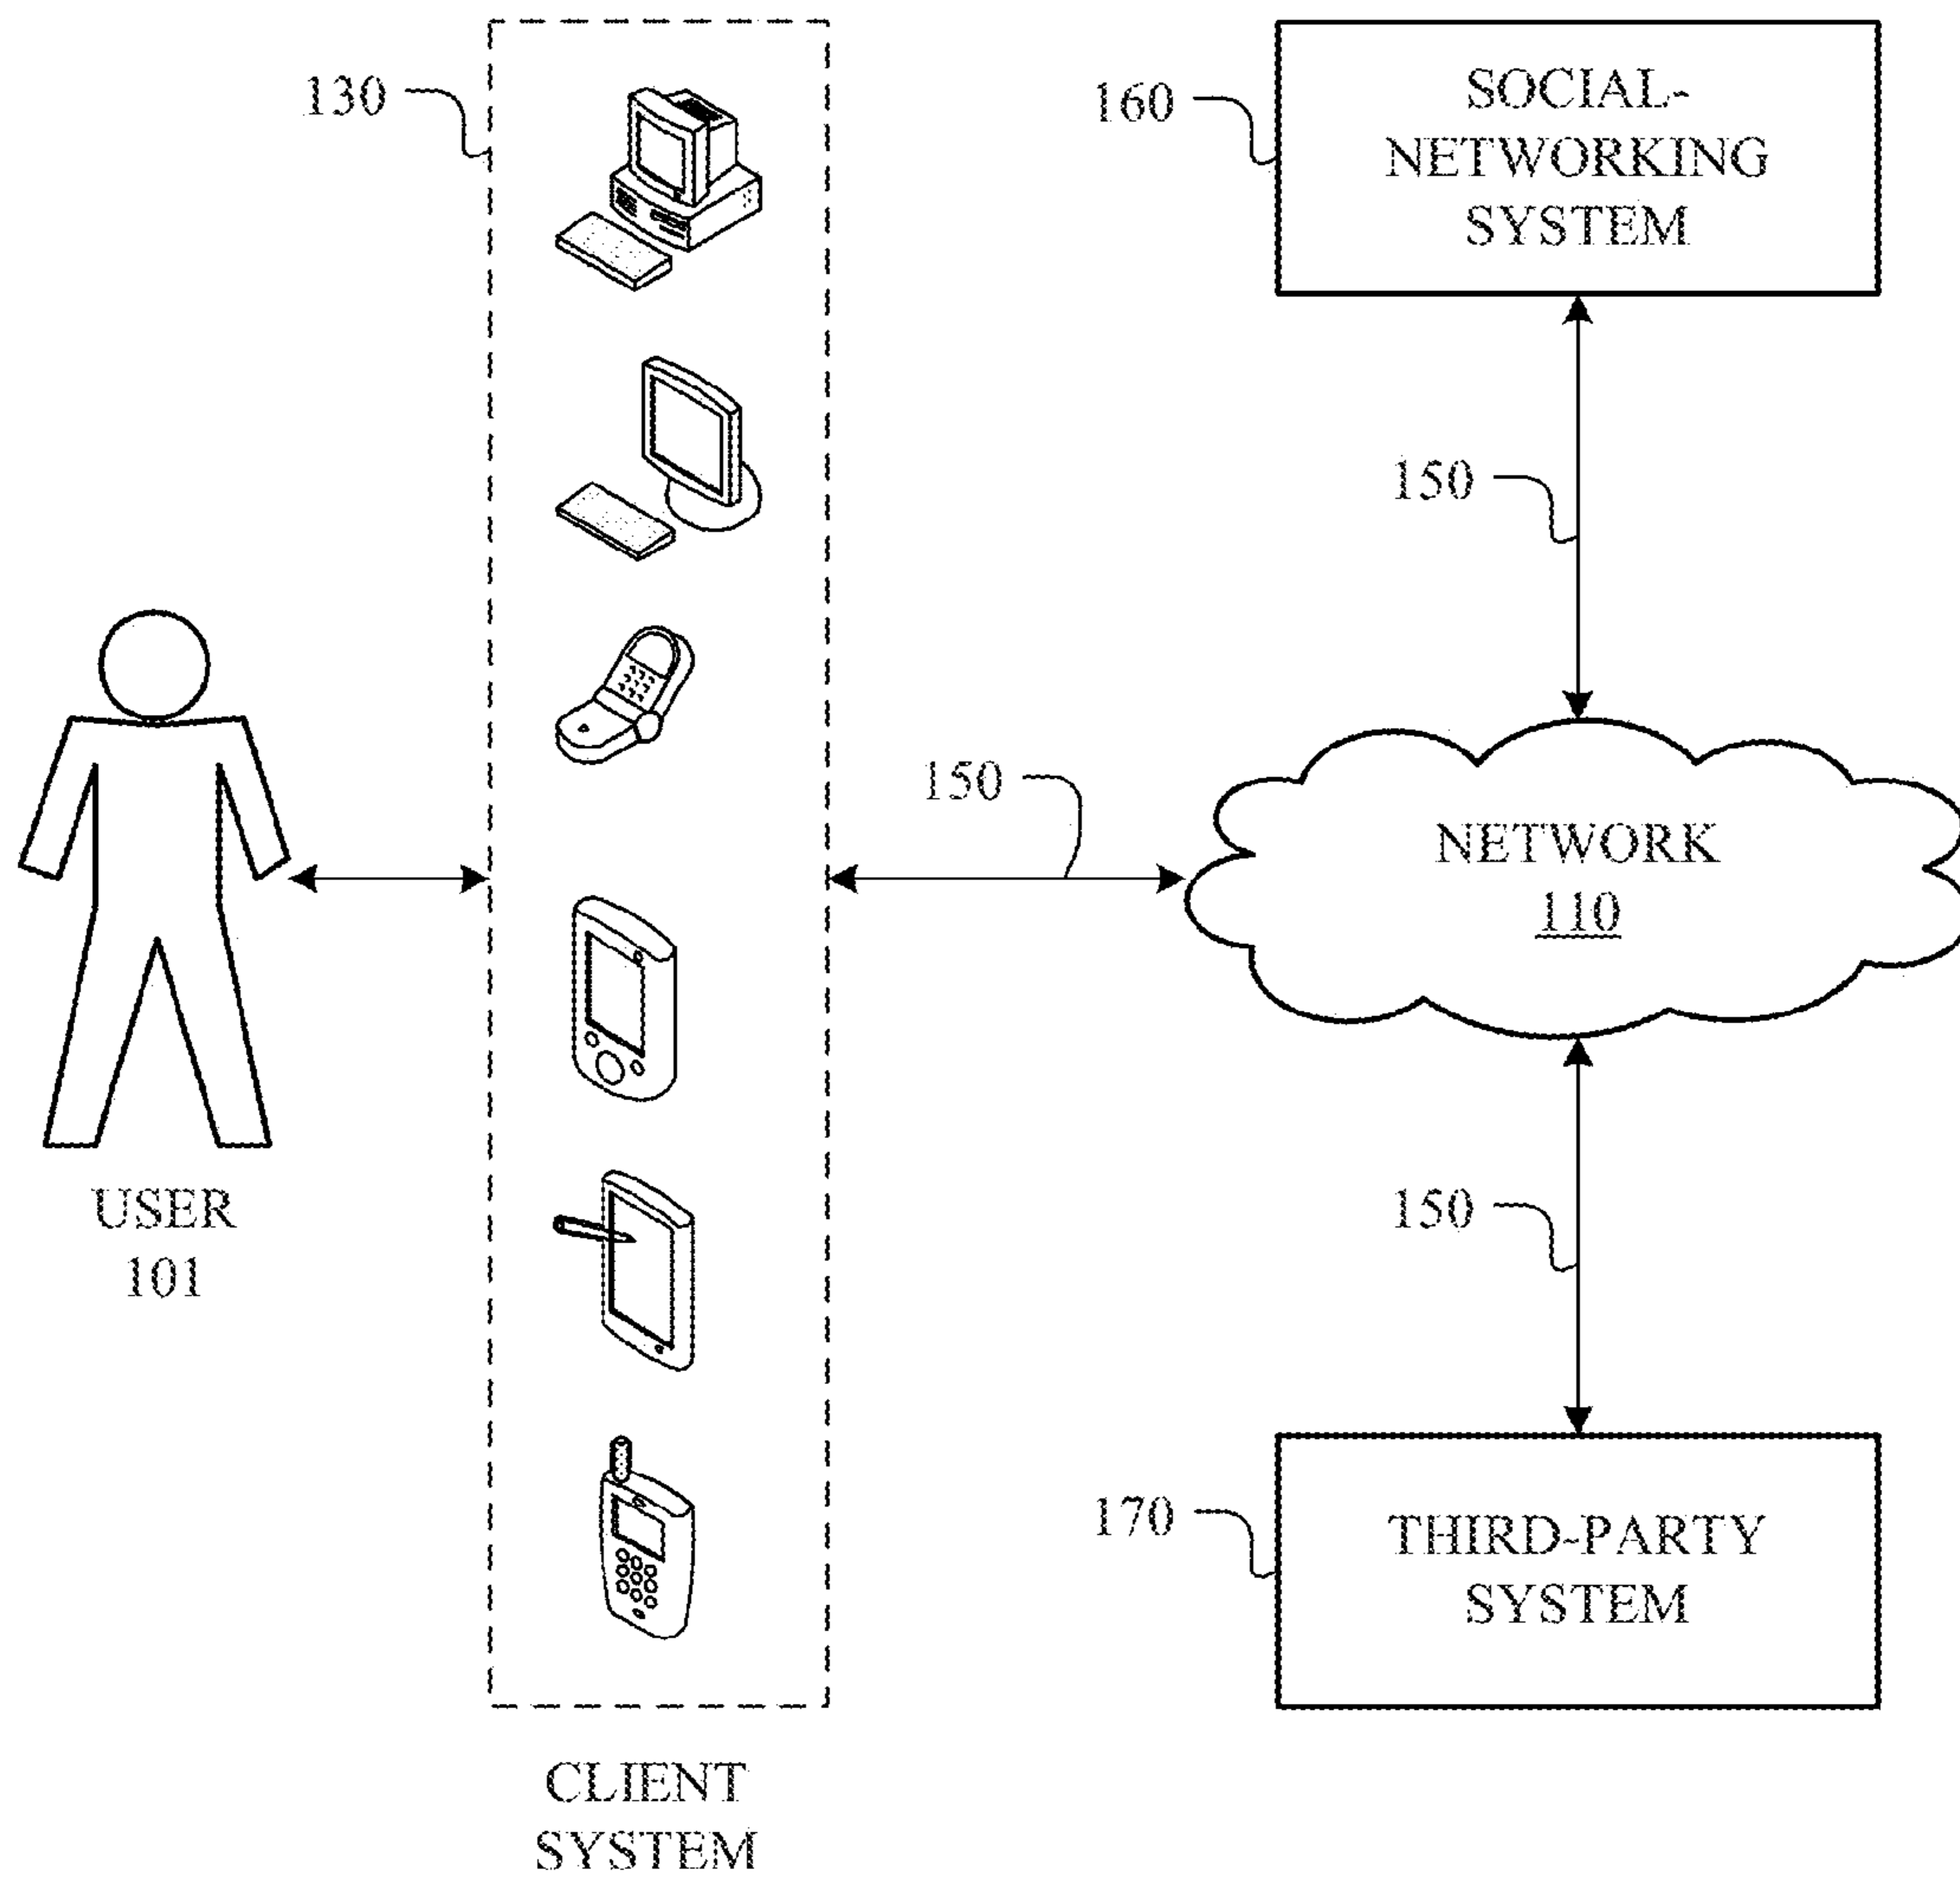 130
160
SOCIAL-
NETWORKING
SYSTEM
150
150
NETWORK
110
USER
101
150
170
THIRD-PARTY
SYSTEM
CLIENT
SYSTEM